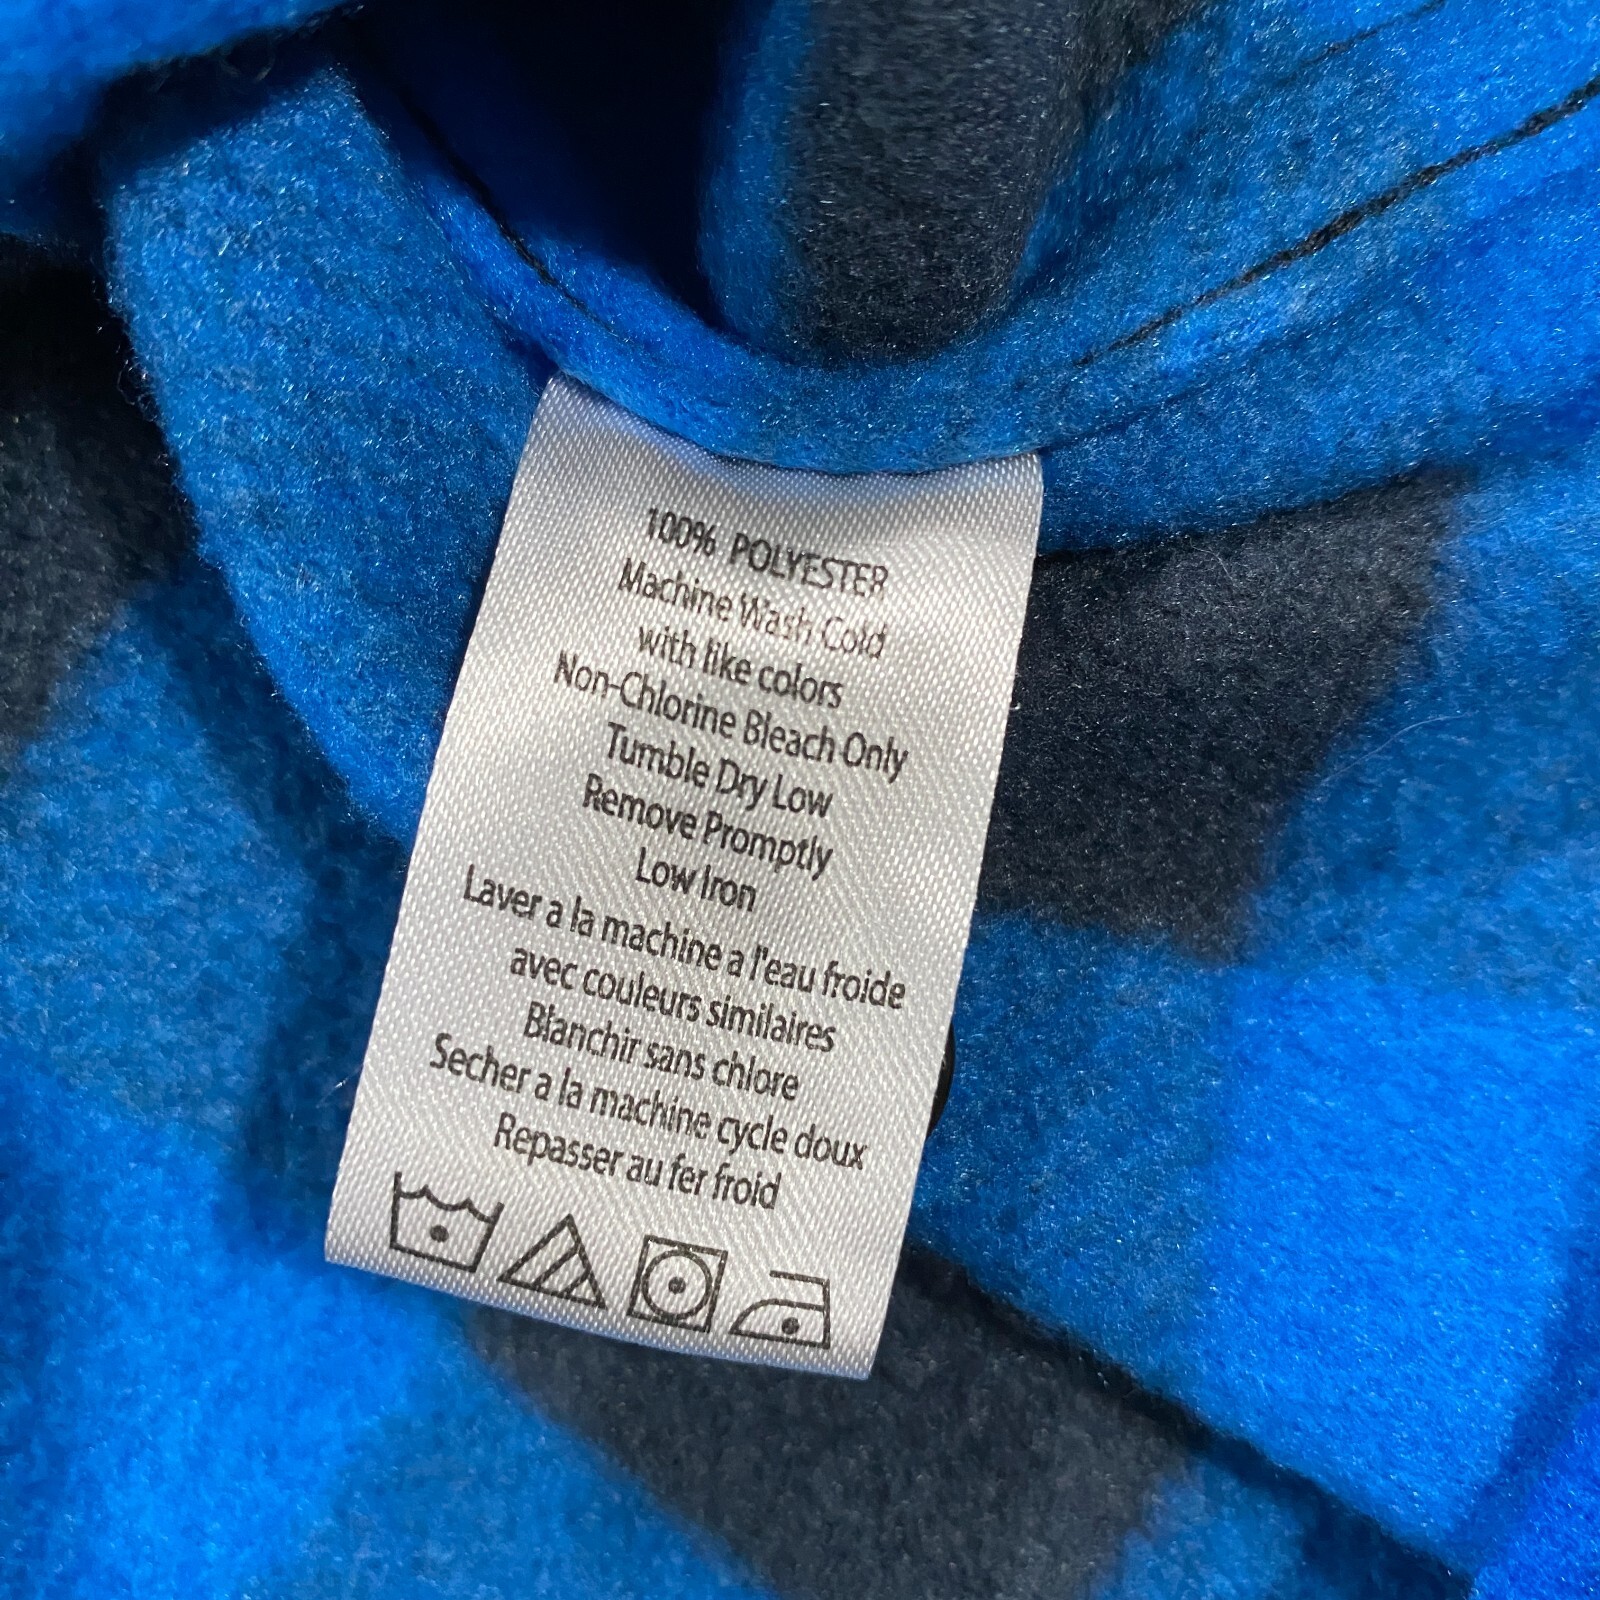 100% POLYESTER
Machine Wash Cold
with like colors
Non-Chlorine Bleach Only
Tumble Dry Low
Remove Promptly
Low Iron
Laver a la machine a l'eau froide
avec couleurs similaires
Blanchir sans chlore
Secher a la machine cycle doux
Repasser au fer froid